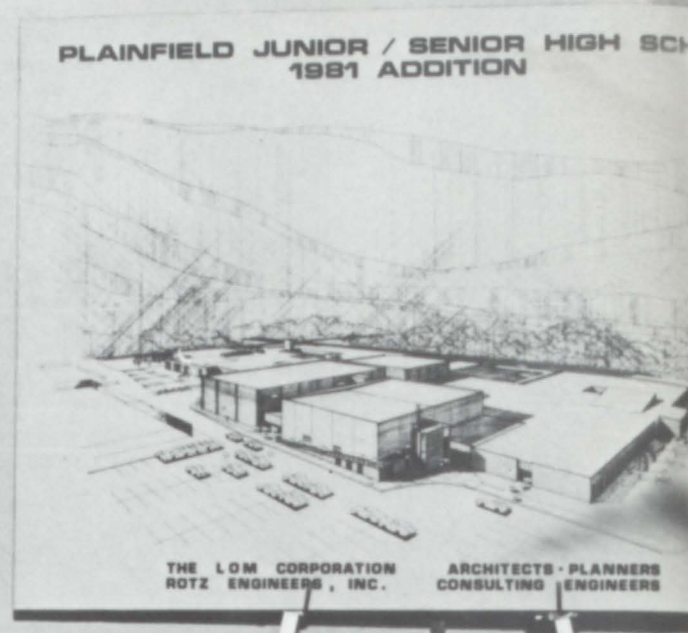 PLAINFIELD JUNIOR / SENIOR HIGH
1981 ADDITION
THE LOM CORPORATION ARCHITECTS · PLANNERS
ROTZ ENGINEERS, INC. CONSULTING ENGINEERS